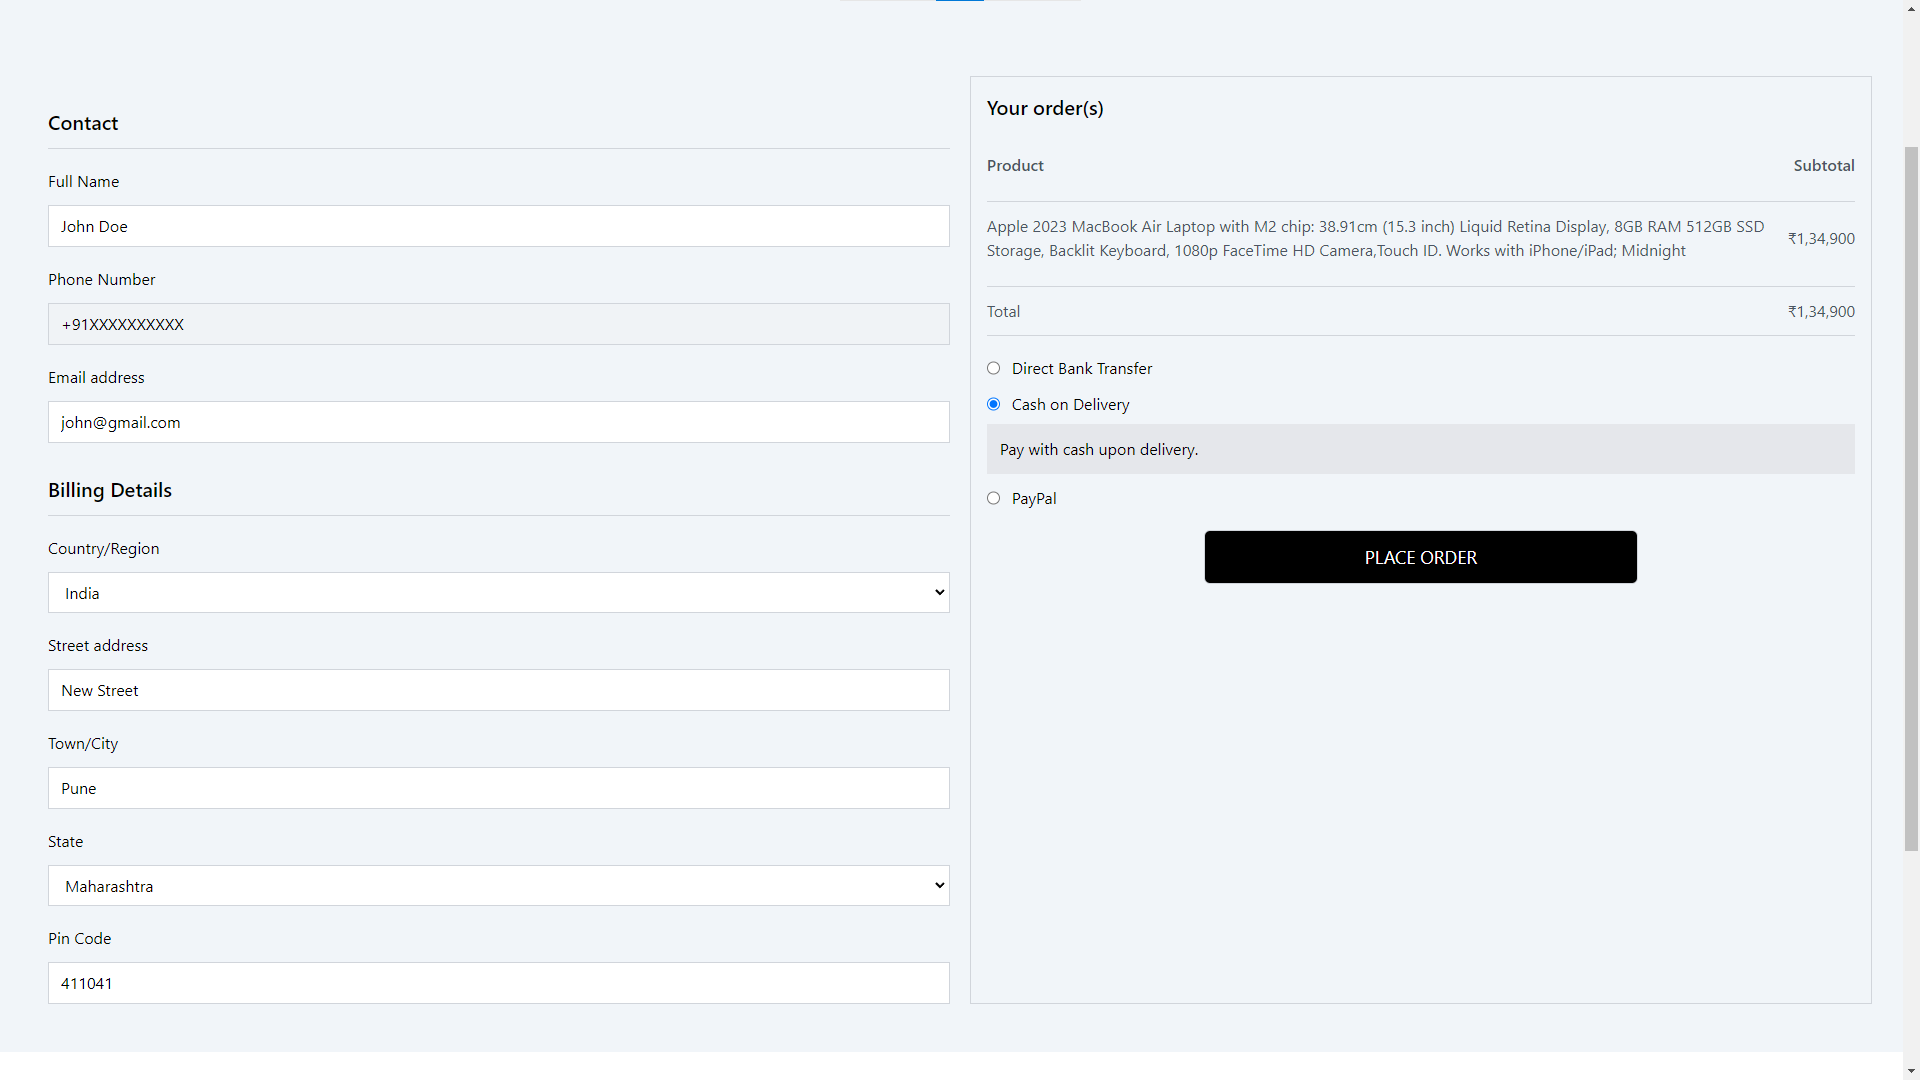 Contact
Full Name
John Doe
Phone Number
+91XXXXXXXXXX
Email address
john@gmail.com
Billing Details
Country/Region
India
Street address
New Street
Town/City
Pune
State
Maharashtra
Pin Code
411041
Your order(s)
Product Subtotal
Apple 2023 MacBook Air Laptop with M2 chip: 38.91cm (15.3 inch) Liquid Retina Display, 8GB RAM 512GB SSD
Storage, Backlit Keyboard, 1080p FaceTime HD Camera,Touch ID. Works with iPhone/iPad; Midnight
₹1,34,900
Total ₹1,34,900
Direct Bank Transfer
Cash on Delivery
Pay with cash upon delivery.
PayPal
PLACE ORDER